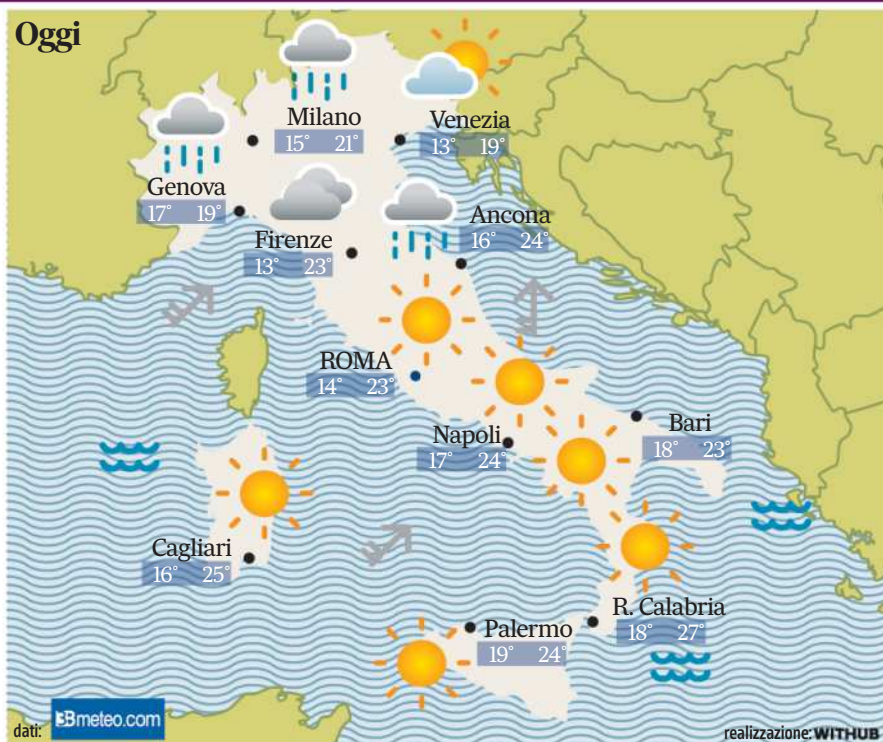 Oggi
Milano
15° 21°
Venezia
13° 19°
Genova
17° 19°
Firenze
13° 23°
Ancona
16° 24°
ROMA
14° 23°
Napoli
17° 24°
Bari
18° 23°
Cagliari
16° 25°
Palermo
19° 24°
R. Calabria
18° 27°
dati: 3Bmeteo.com
realizzazione: WITHUB